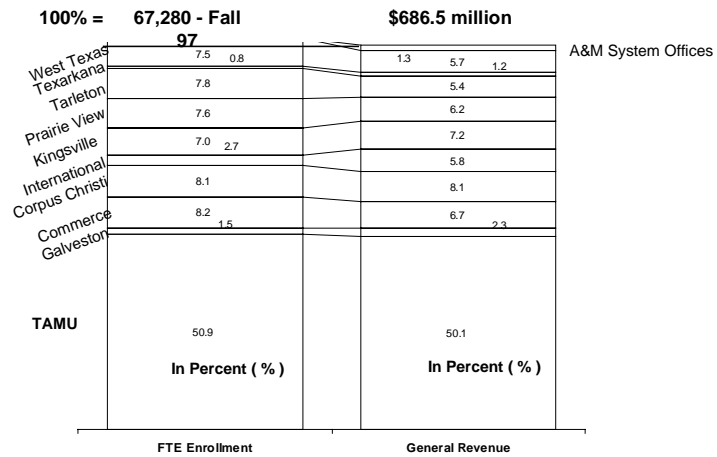 100% = 67,280 - Fall 97 $686.5 million
A&M System Offices
West Texas 7.5 0.8 1.3 5.7 1.2
Texarkana
Tarleton 7.8 5.4
Prairie View 7.6 6.2
Kingsville 7.0 2.7 7.2
International 5.8
Corpus Christi 8.1 8.1
Commerce 8.2 6.7
Galveston 1.5 2.3
TAMU
50.9 50.1
In Percent ( % ) In Percent ( % )
FTE Enrollment General Revenue